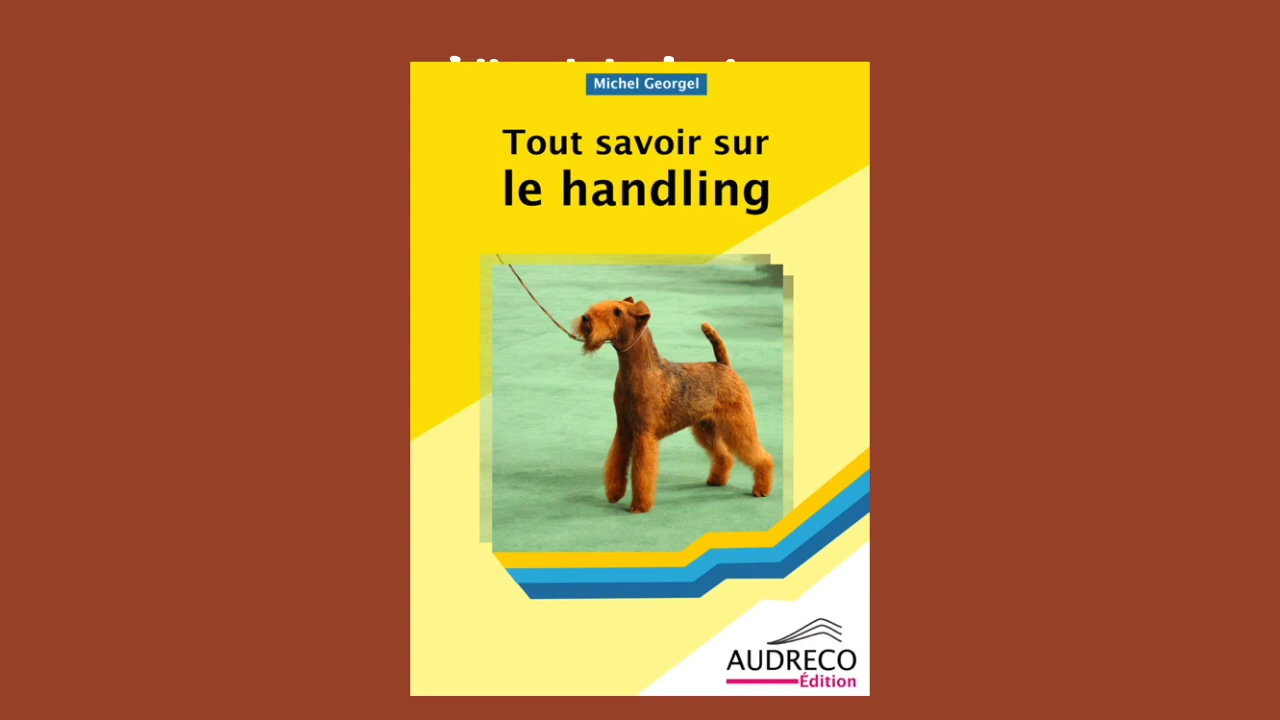 Michel Georgel
Tout savoir sur
le handling
AUDRECO
Édition